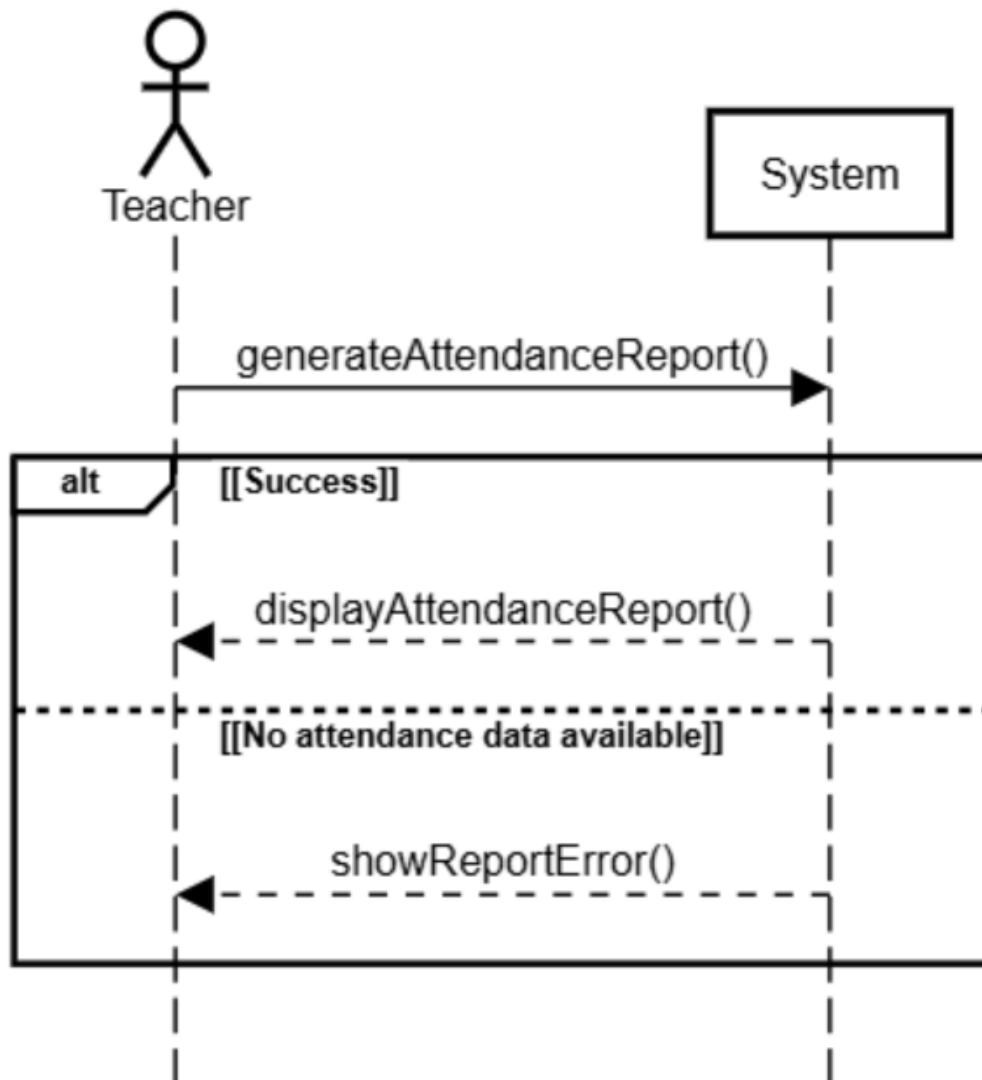 Teacher
System
generateAttendanceReport()
alt
[[Success]]
displayAttendanceReport()
[[No attendance data available]]
showReportError()